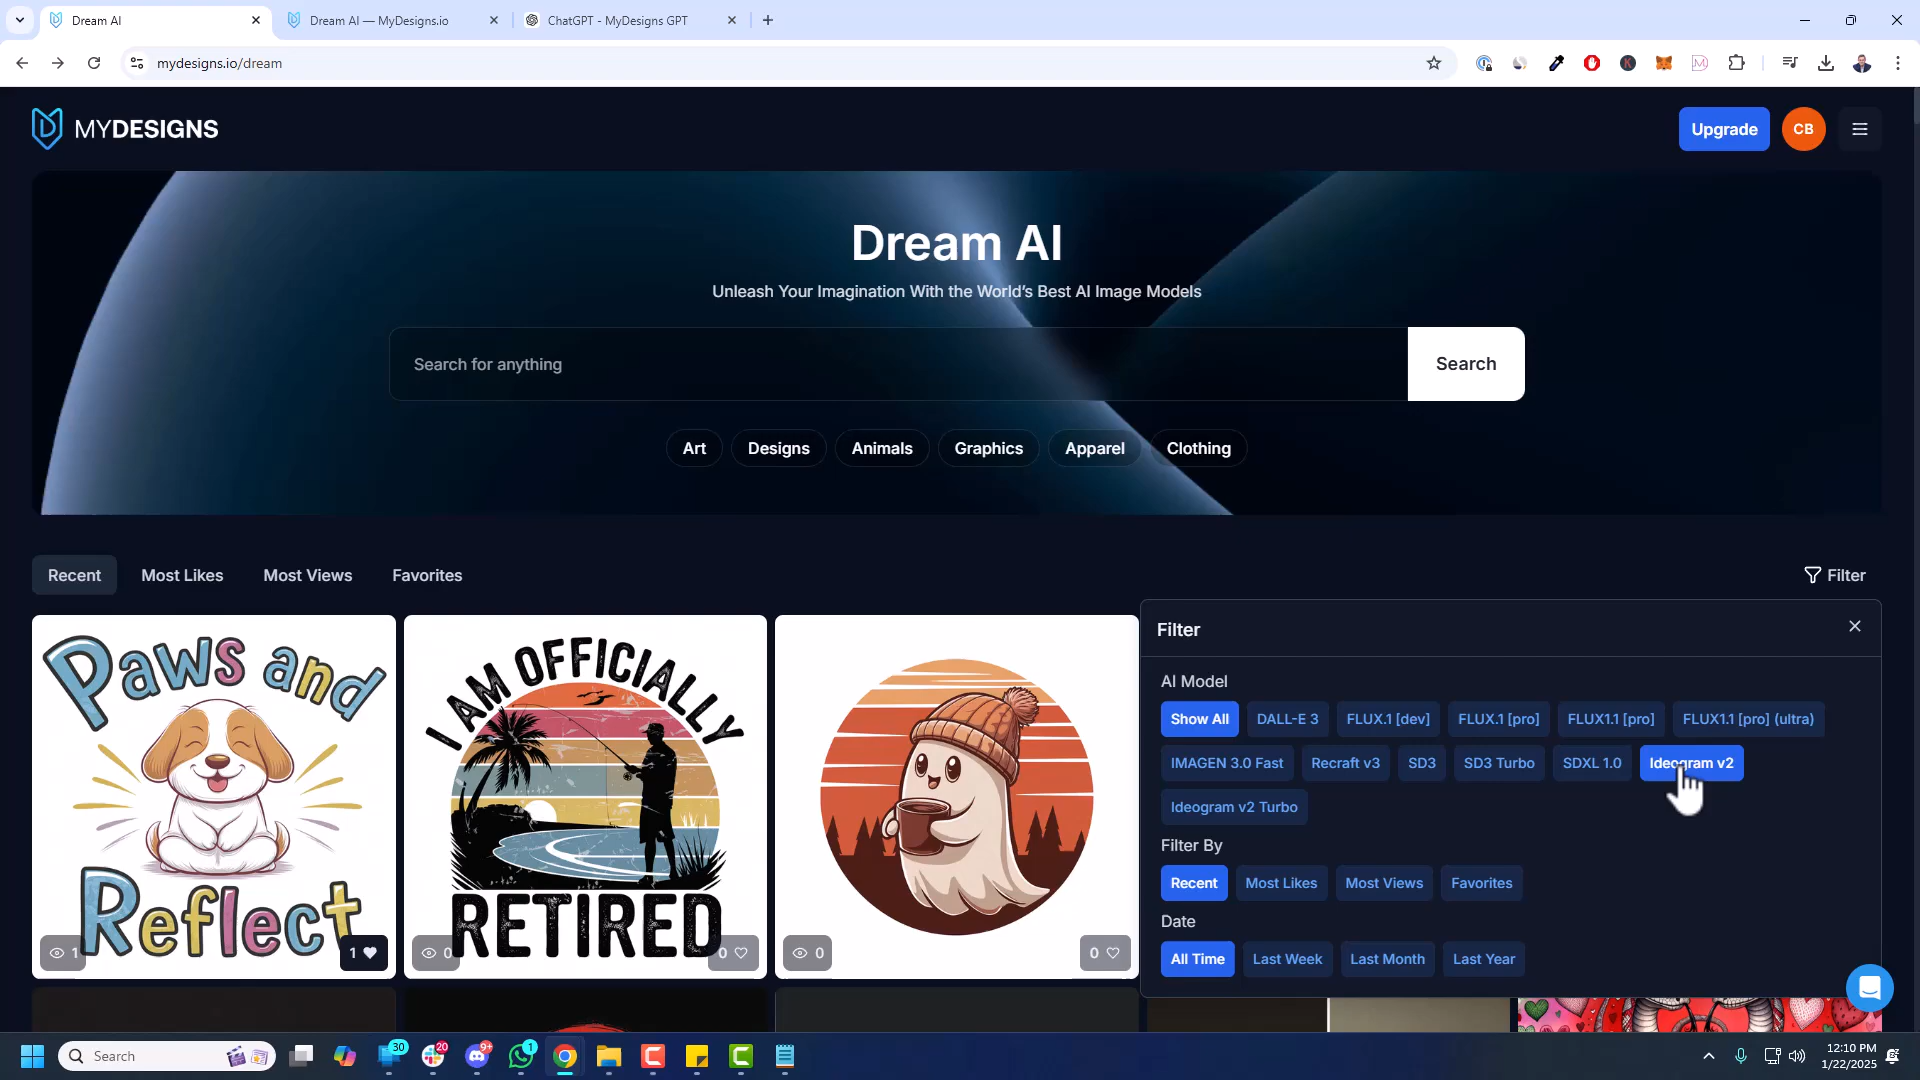 Dream AI
Dream AI — MyDesigns.io
ChatGPT - MyDesigns GPT
mydesigns.io/dream
MYDESIGNS
Upgrade
CB
Dream AI
Unleash Your Imagination With the World's Best AI Image Models
Search for anything
Search
Art
Designs
Animals
Graphics
Apparel
Clothing
Recent
Most Likes
Most Views
Favorites
Filter
Paws and
Reflect
1
1
I AM OFFICIALLY
RETIRED
0
0
0
0
Filter
AI Model
Show All
DALL-E 3
FLUX.1 [dev]
FLUX.1 [pro]
FLUX1.1 [pro]
FLUX1.1 [pro] (ultra)
IMAGEN 3.0 Fast
Recraft v3
SD3
SD3 Turbo
SDXL 1.0
Ideogram v2
Ideogram v2 Turbo
Filter By
Recent
Most Likes
Most Views
Favorites
Date
All Time
Last Week
Last Month
Last Year
Search
30
20
9+
1
12:10 PM
1/22/2025